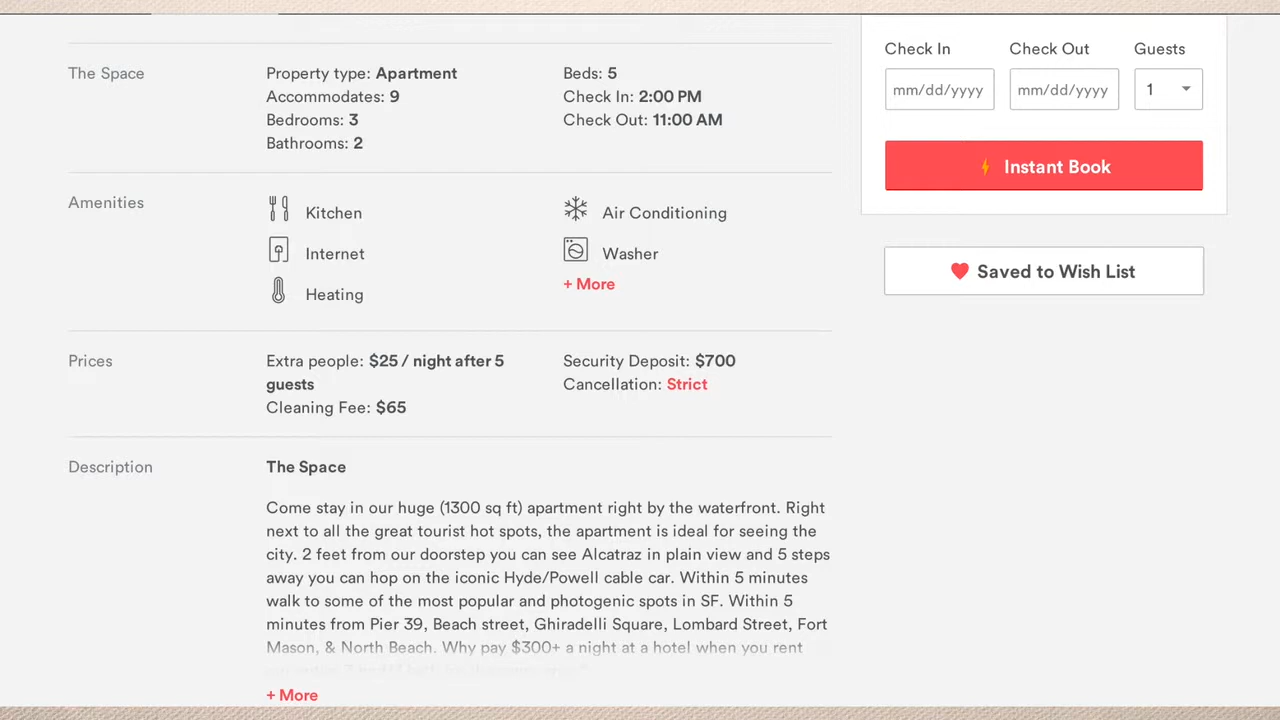 The Space
Property type: Apartment
Accommodates: 9
Bedrooms: 3
Bathrooms: 2
Beds: 5
Check In: 2:00 PM
Check Out: 11:00 AM
Amenities
Kitchen
Internet
Heating
Air Conditioning
Washer
+ More
Prices
Extra people: $25 / night after 5
guests
Cleaning Fee: $65
Security Deposit: $700
Cancellation: Strict
Description
The Space
Come stay in our huge (1300 sq ft) apartment right by the waterfront. Right
next to all the great tourist hot spots, the apartment is ideal for seeing the
city. 2 feet from our doorstep you can see Alcatraz in plain view and 5 steps
away you can hop on the iconic Hyde/Powell cable car. Within 5 minutes
walk to some of the most popular and photogenic spots in SF. Within 5
minutes from Pier 39, Beach street, Ghiradelli Square, Lombard Street, Fort
Mason, & North Beach. Why pay $300+ a night at a hotel when you rent
+ More
Check In
Check Out
Guests
mm/dd/yyyy
mm/dd/yyyy
1
Instant Book
Saved to Wish List